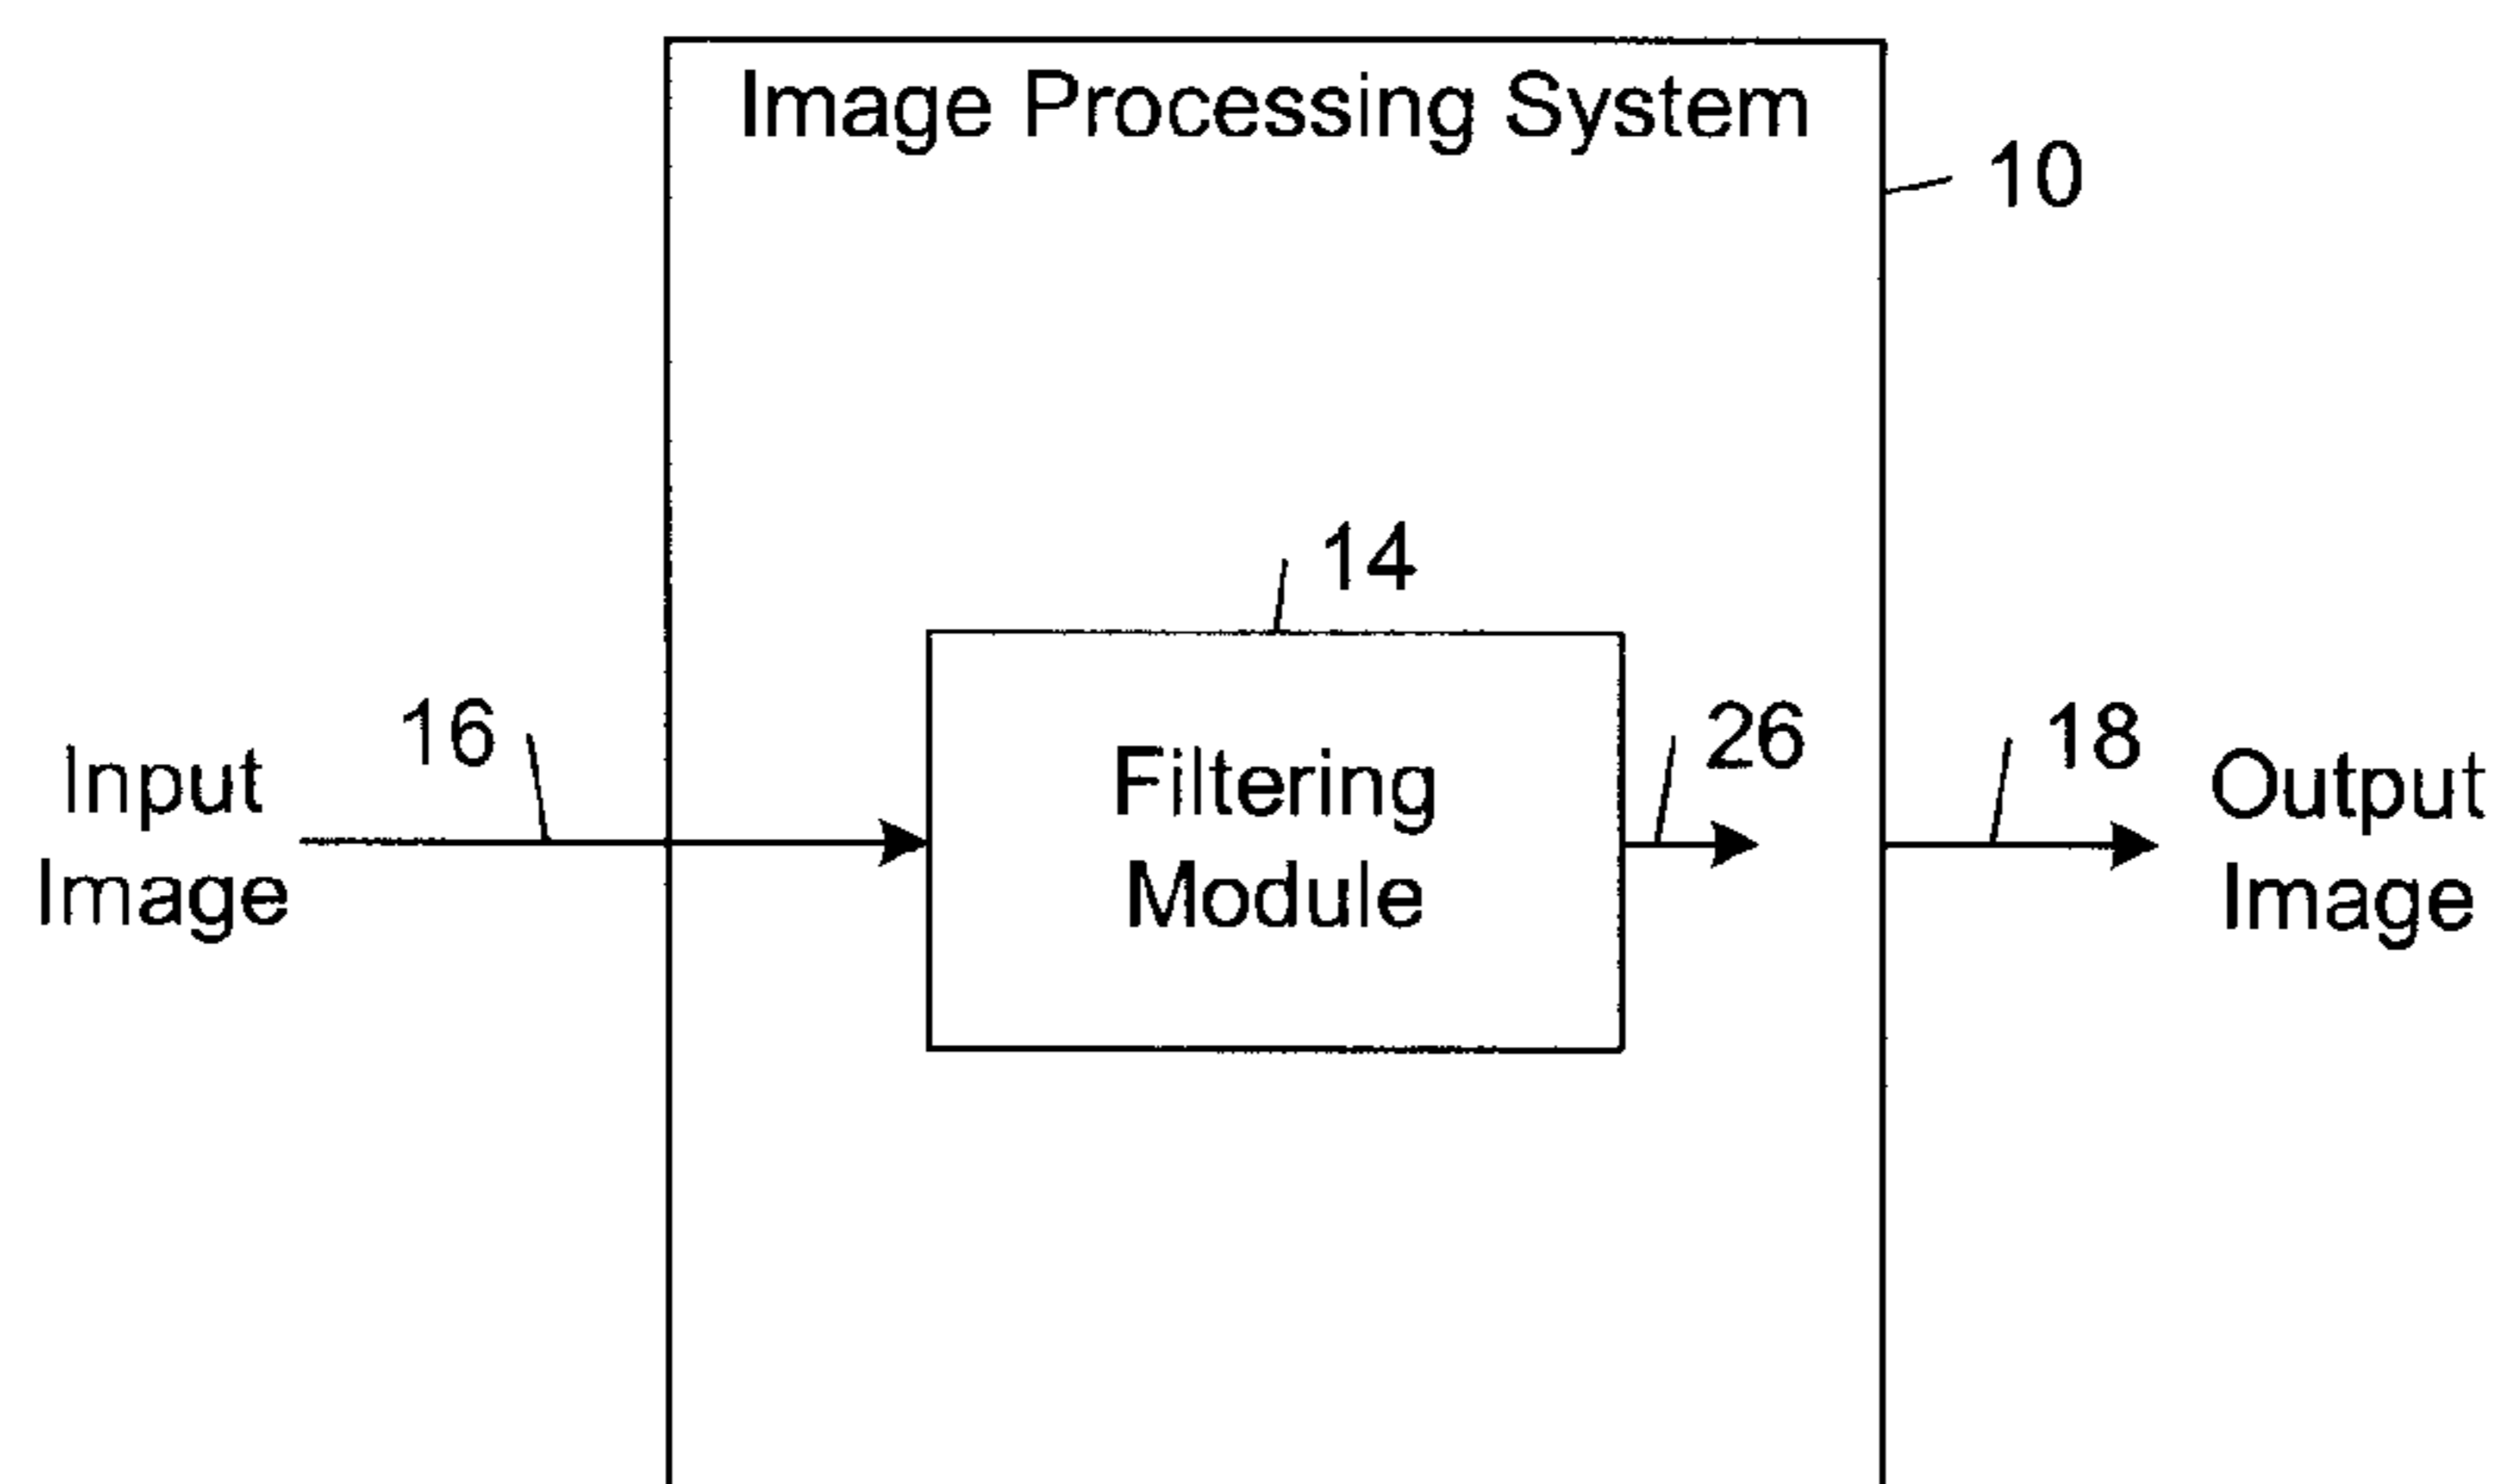 Image Processing System
10
14
16
Input
Image
Filtering
Module
26
18
Output
Image